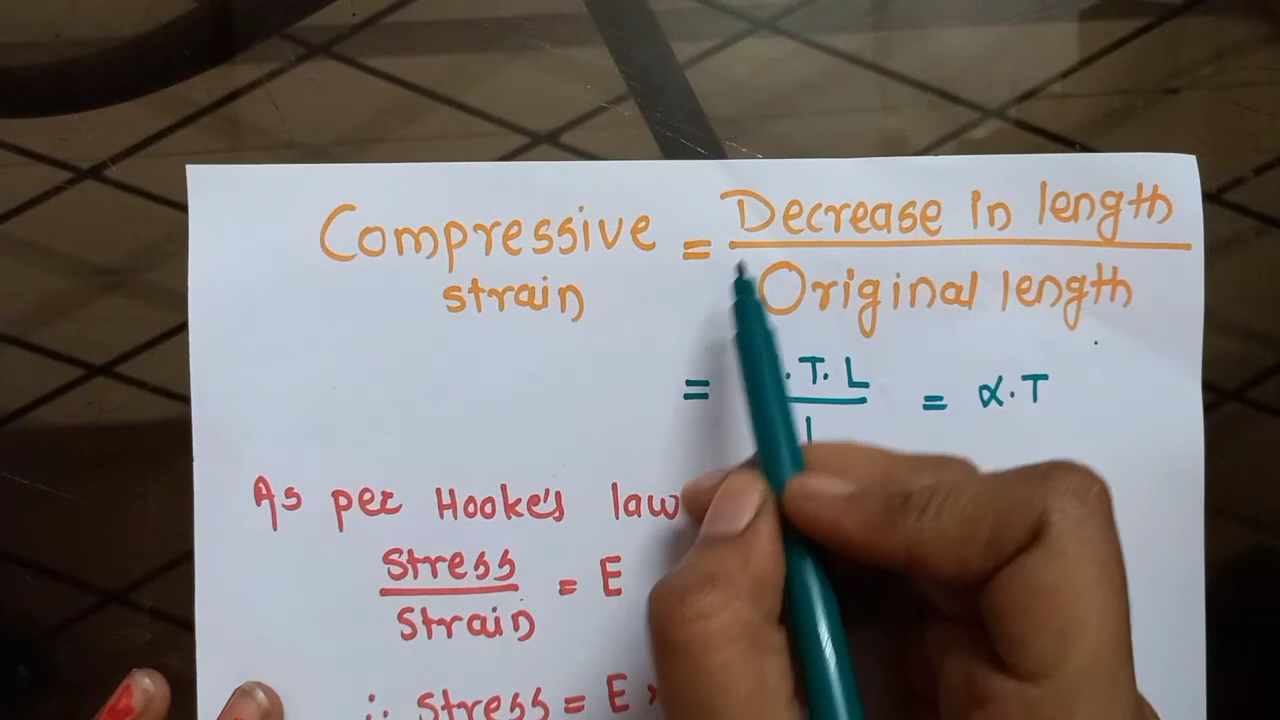 Compressive strain = Decrease in length / Original length
= .T.L / L = α.T
As per Hooke's law
Stress / Strain = E
∴ Stress = E